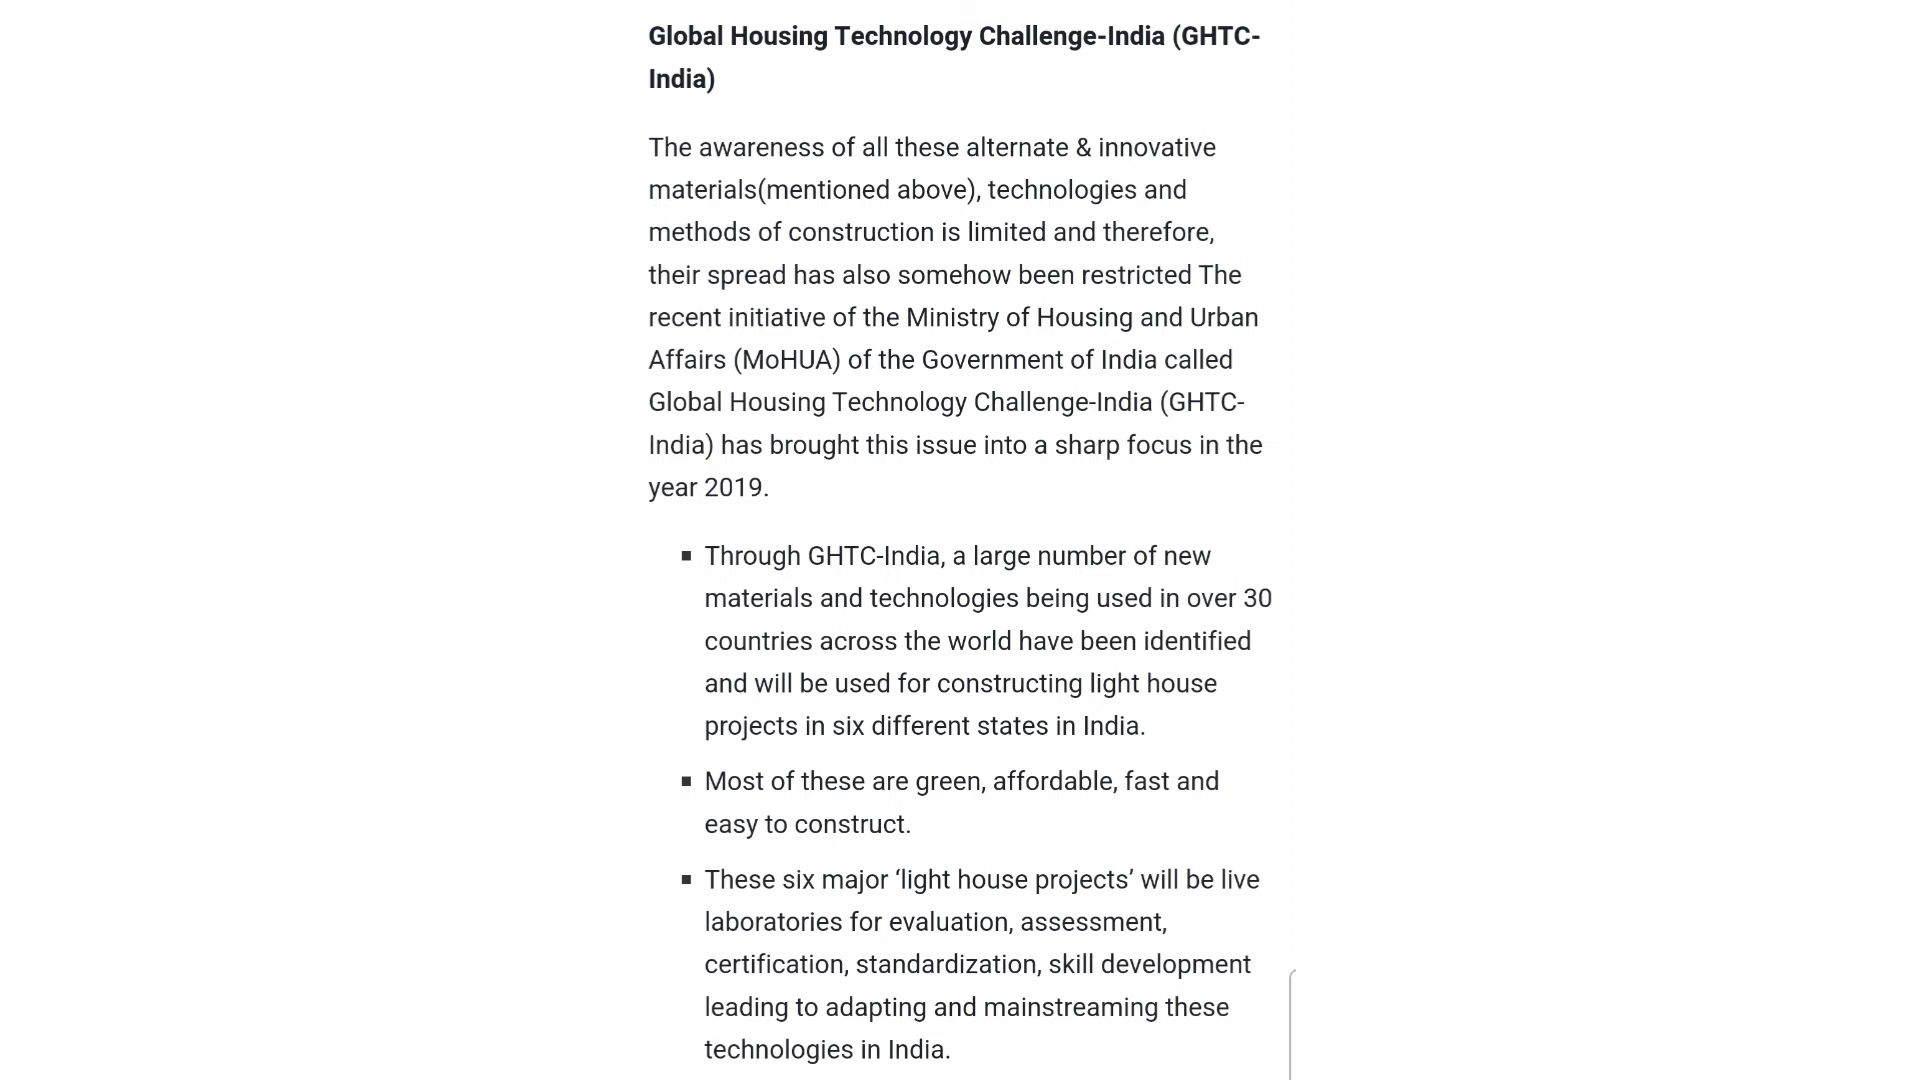 Global Housing Technology Challenge-India (GHTC-
India)
The awareness of all these alternate & innovative
materials(mentioned above), technologies and
methods of construction is limited and therefore,
their spread has also somehow been restricted The
recent initiative of the Ministry of Housing and Urban
Affairs (MoHUA) of the Government of India called
Global Housing Technology Challenge-India (GHTC-
India) has brought this issue into a sharp focus in the
year 2019.
▪ Through GHTC-India, a large number of new
materials and technologies being used in over 30
countries across the world have been identified
and will be used for constructing light house
projects in six different states in India.
▪ Most of these are green, affordable, fast and
easy to construct.
▪ These six major ‘light house projects’ will be live
laboratories for evaluation, assessment,
certification, standardization, skill development
leading to adapting and mainstreaming these
technologies in India.